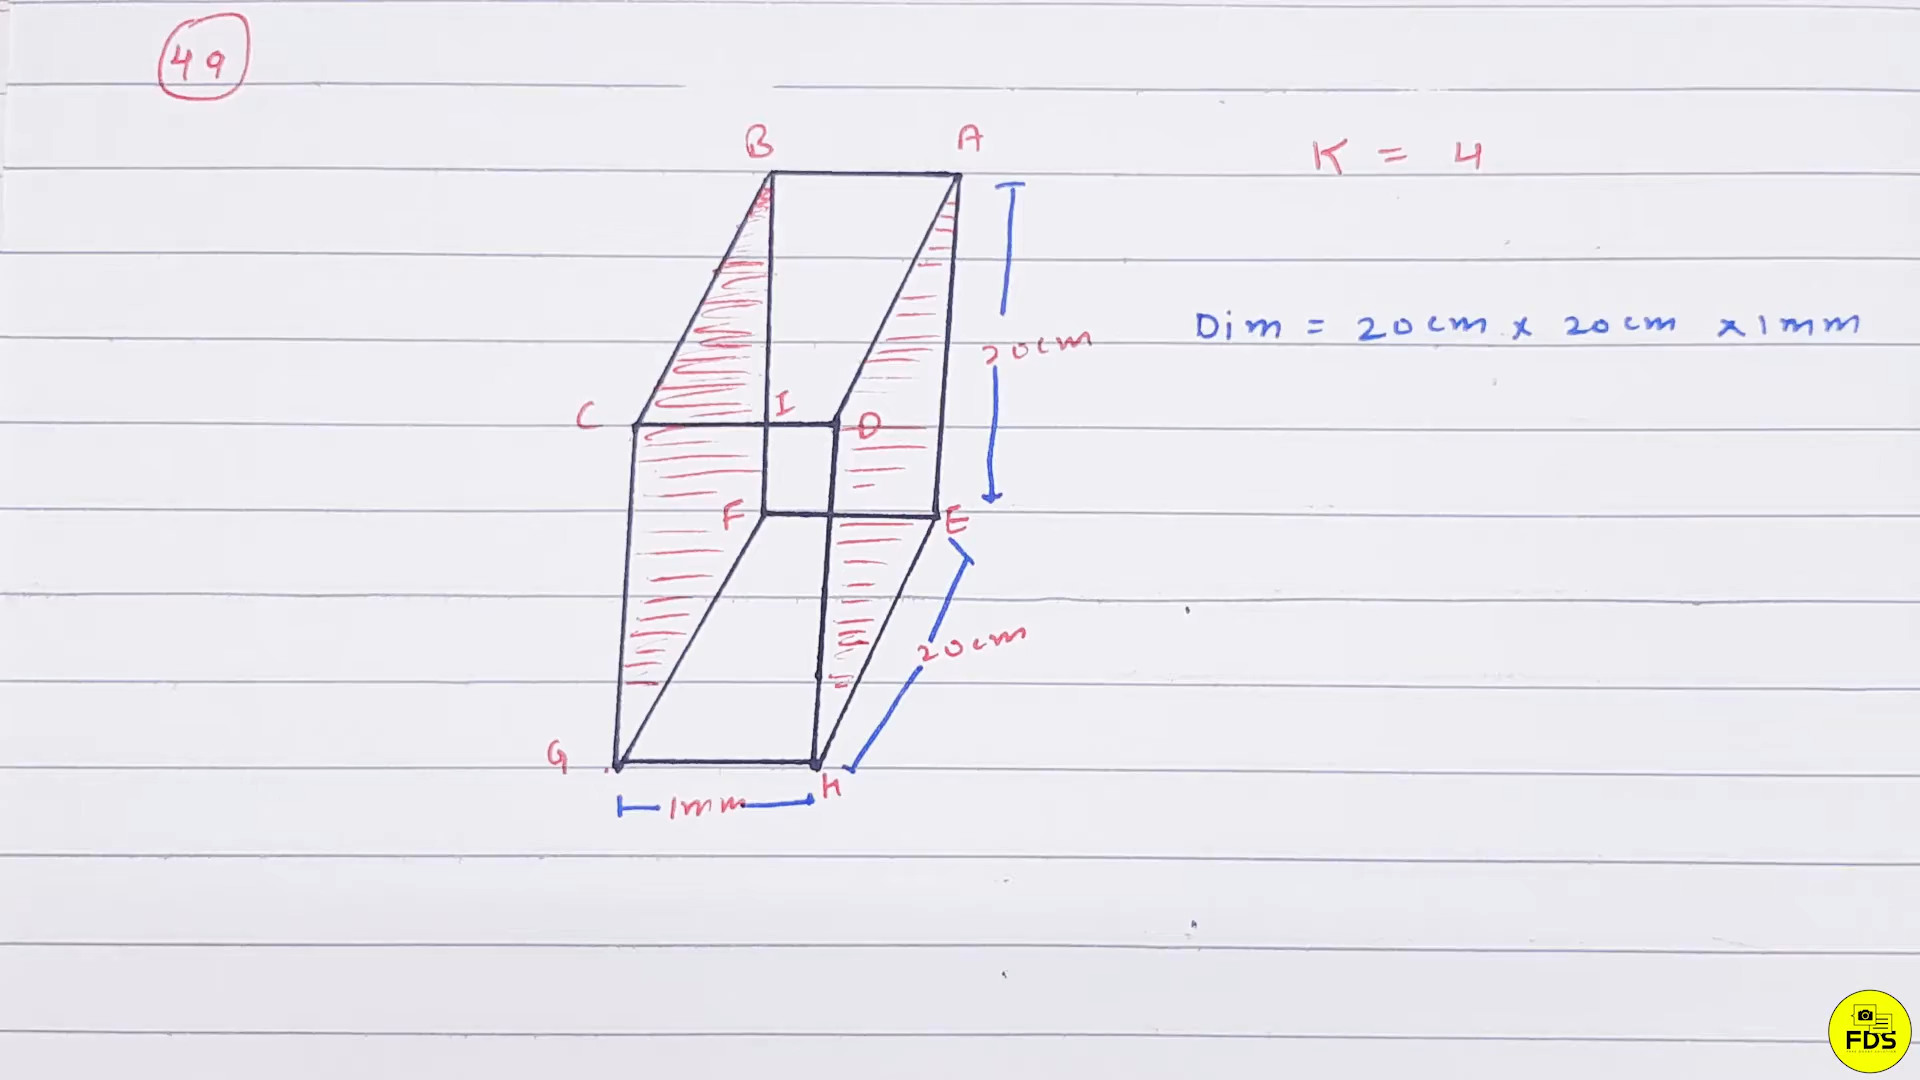 49
B A
K = 4
20cm
Dim = 20cm x 20cm x 1mm
C I D
F E
20cm
G H
1mm
FDS